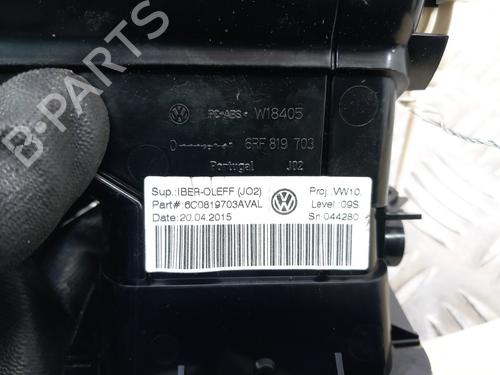 B-PARTS
PC-ABS W18405
6RF 819 703
Portugal J02
Sup.:IBER-OLEFF (JO2) Proj.:VW10
Part#:6C0819703AVAL Level.:09S
Date:20.04.2015 Sn:044280